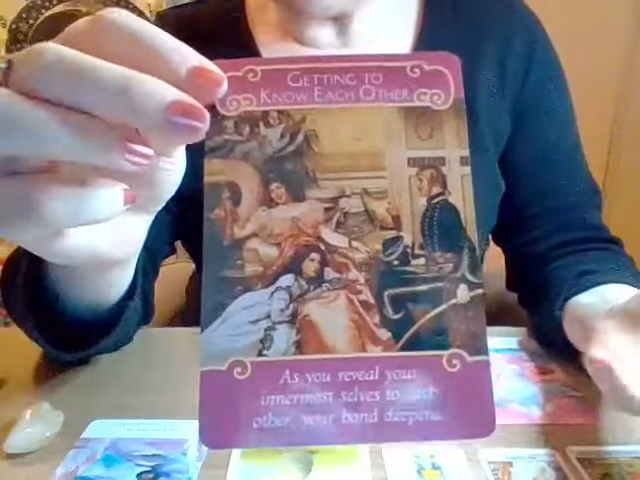 Getting to
Know Each Other
As you reveal your
innermost selves to each
other, your bond deepens.